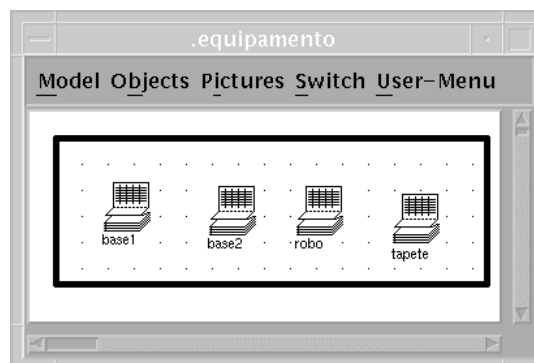 .equipamento
Model Objects Pictures Switch User-Menu
base1 base2 robo tapete